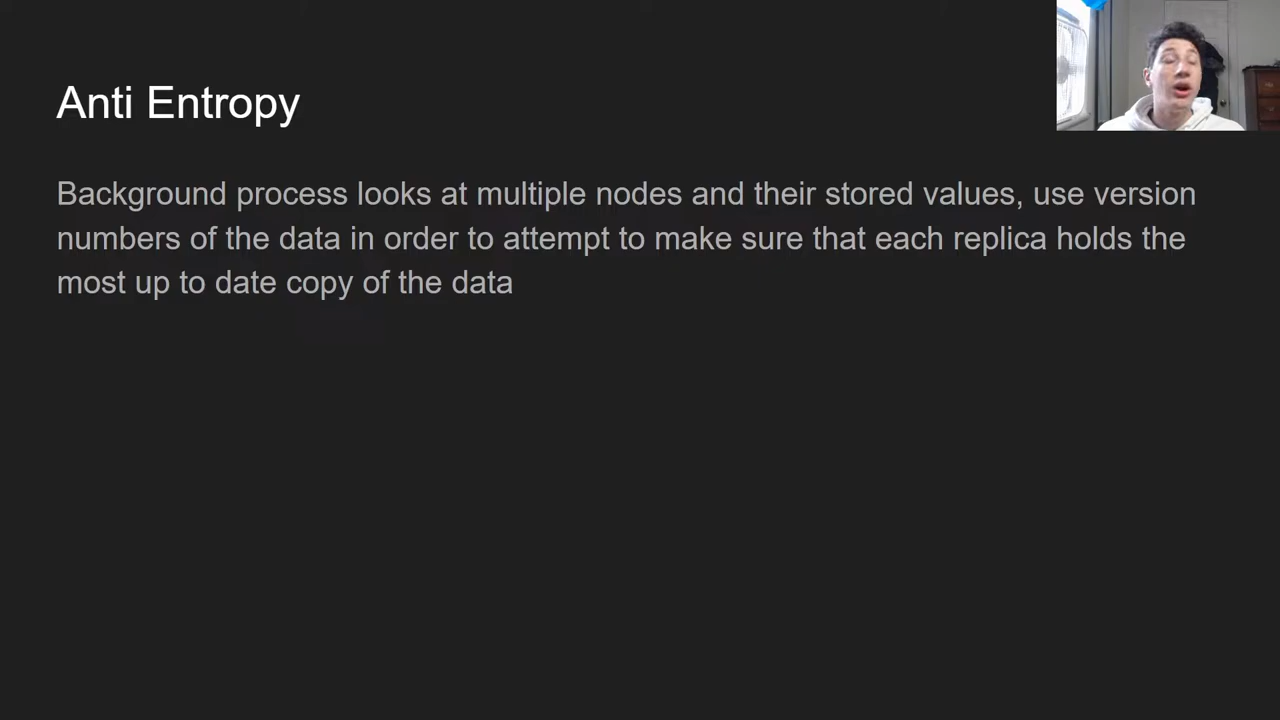 Anti Entropy
Background process looks at multiple nodes and their stored values, use version
numbers of the data in order to attempt to make sure that each replica holds the
most up to date copy of the data